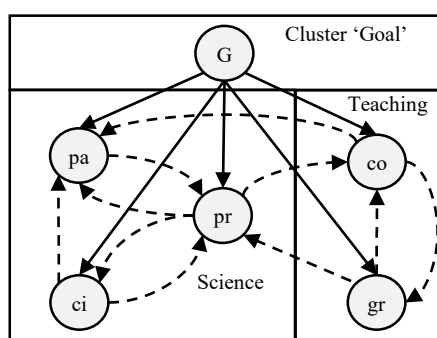 Cluster ‘Goal’
G
Teaching
pa
co
pr
Science
ci
gr